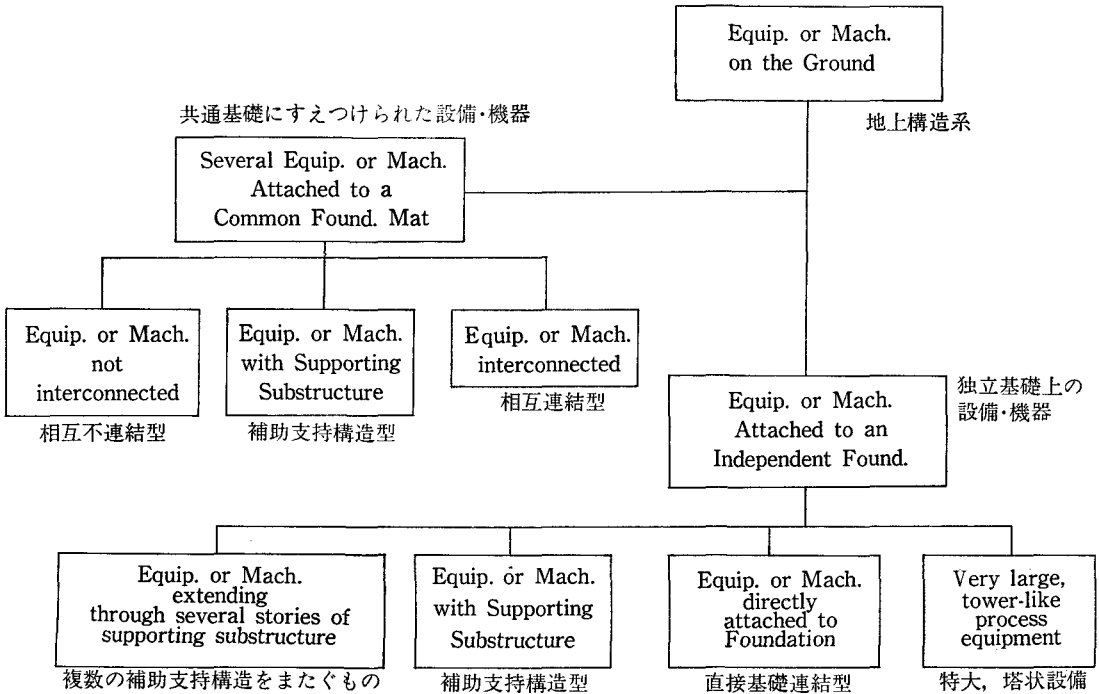 Equip. or Mach.
on the Ground
地上構造系
共通基礎にすえつけられた設備・機器
Several Equip. or Mach.
Attached to a
Common Found. Mat
Equip. or Mach.
not
interconnected
相互不連結型
Equip. or Mach.
with Supporting
Substructure
補助支持構造型
Equip. or Mach.
interconnected
相互連結型
独立基礎上の
設備・機器
Equip. or Mach.
Attached to an
Independent Found.
Equip. or Mach.
extending
through several stories of
supporting substructure
複数の補助支持構造をまたぐもの
Equip. or Mach.
with Supporting
Substructure
補助支持構造型
Equip. or Mach.
directly
attached to
Foundation
直接基礎連結型
Very large,
tower-like
process
equipment
特大，塔状設備